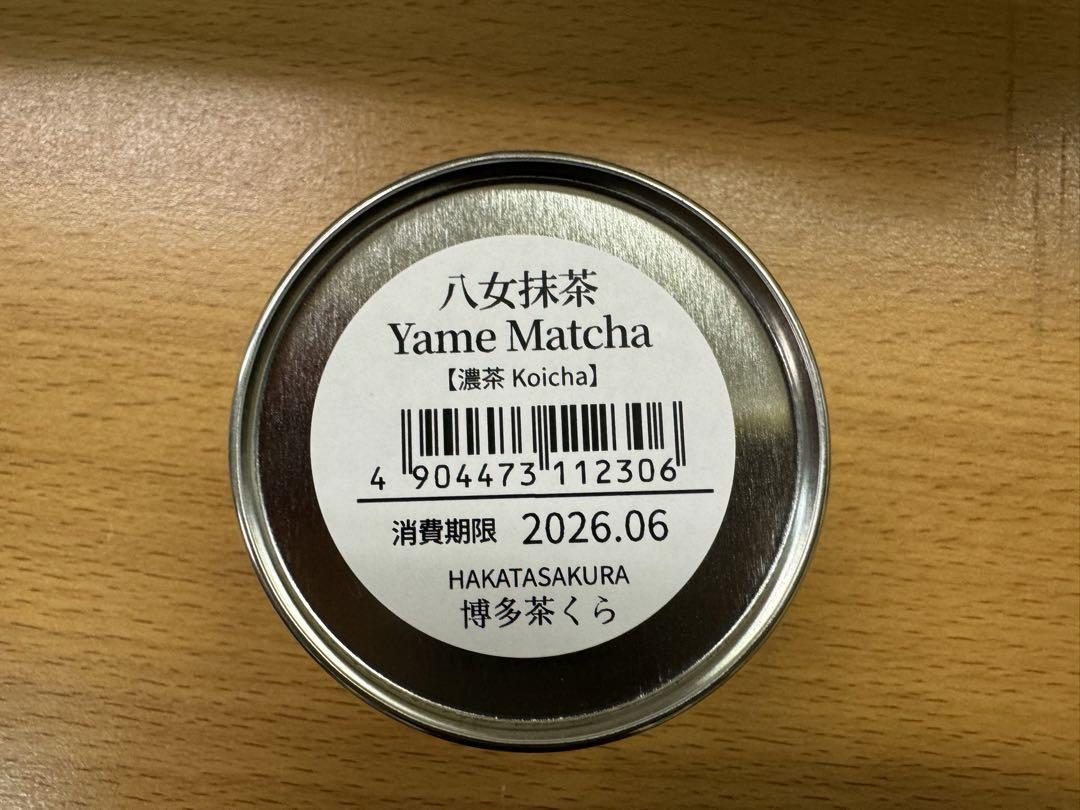 八女抹茶
Yame Matcha
【濃茶 Koicha】
4 904473 112306
消費期限 2026.06
HAKATASAKURA
博多茶くら